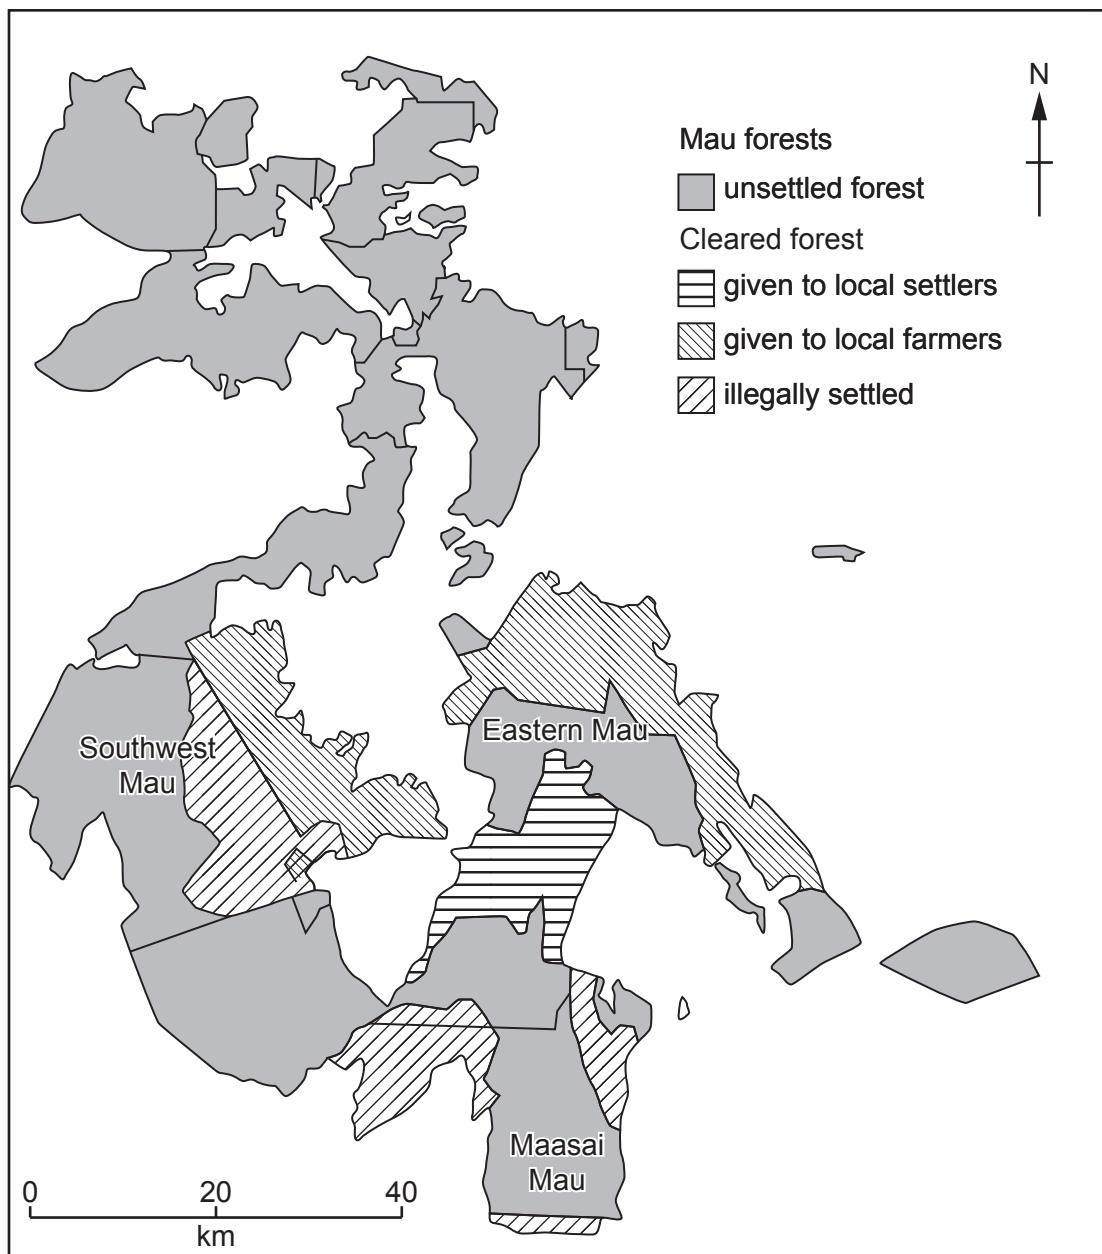 N
Mau forests
unsettled forest
Cleared forest
given to local settlers
given to local farmers
illegally settled
Eastern Mau
Southwest
Mau
Maasai
Mau
0 20 40
km